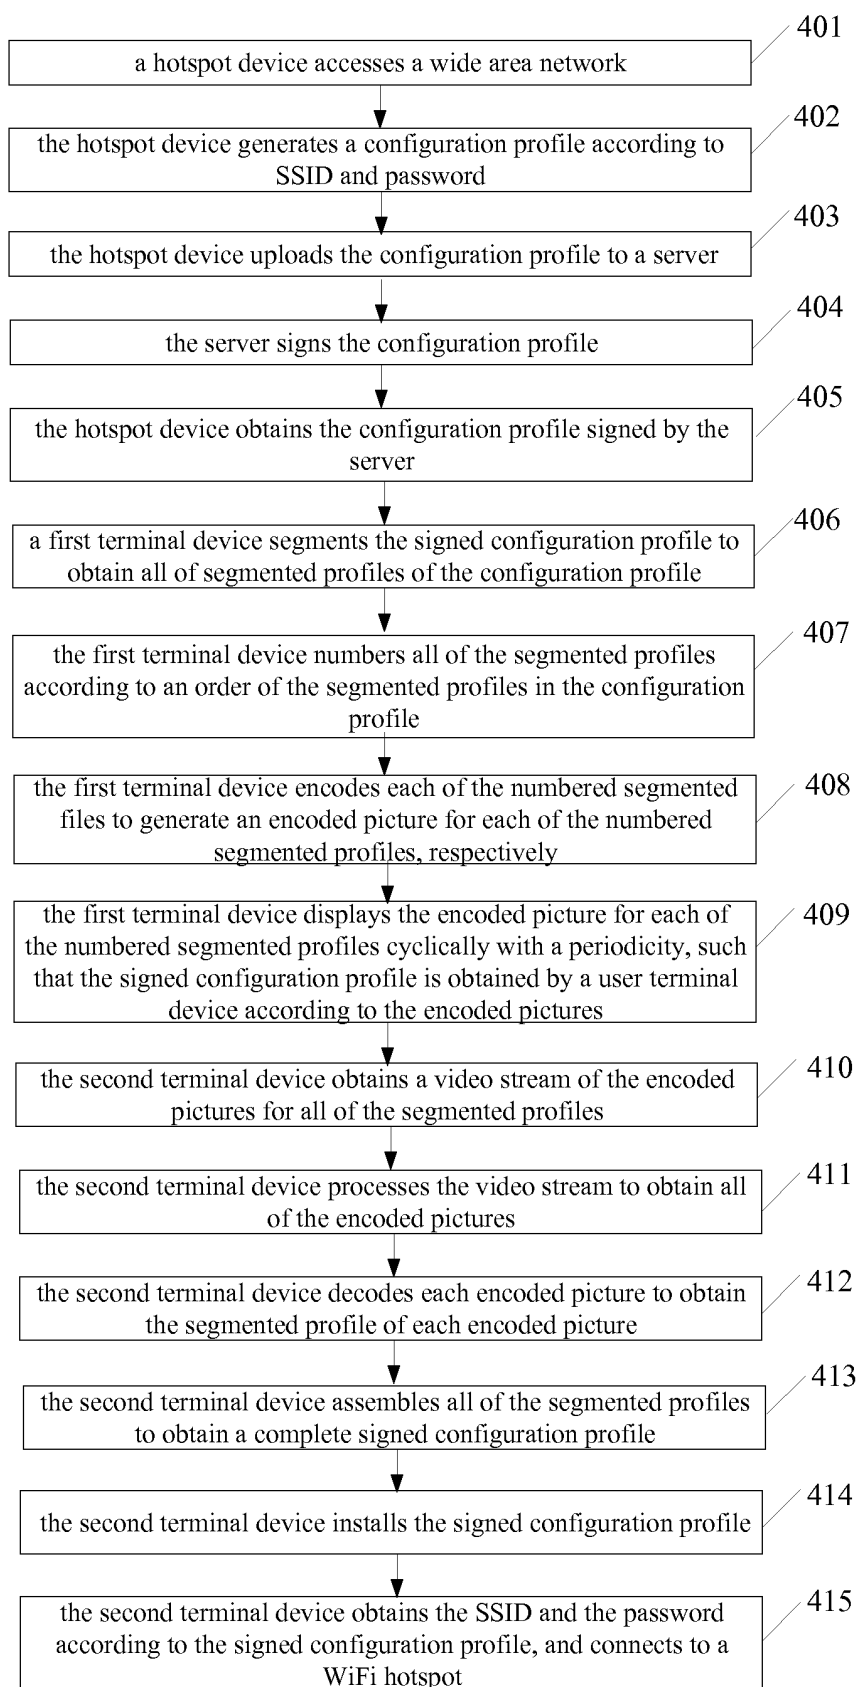 401
a hotspot device accesses a wide area network
402
the hotspot device generates a configuration profile according to
SSID and password
403
the hotspot device uploads the configuration profile to a server
404
the server signs the configuration profile
405
the hotspot device obtains the configuration profile signed by the
server
406
a first terminal device segments the signed configuration profile to
obtain all of segmented profiles of the configuration profile
407
the first terminal device numbers all of the segmented profiles
according to an order of the segmented profiles in the configuration
profile
408
the first terminal device encodes each of the numbered segmented
files to generate an encoded picture for each of the numbered
segmented profiles, respectively
409
the first terminal device displays the encoded picture for each of
the numbered segmented profiles cyclically with a periodicity, such
that the signed configuration profile is obtained by a user terminal
device according to the encoded pictures
410
the second terminal device obtains a video stream of the encoded
pictures for all of the segmented profiles
411
the second terminal device processes the video stream to obtain all
of the encoded pictures
412
the second terminal device decodes each encoded picture to obtain
the segmented profile of each encoded picture
413
the second terminal device assembles all of the segmented profiles
to obtain a complete signed configuration profile
414
the second terminal device installs the signed configuration profile
415
the second terminal device obtains the SSID and the password
according to the signed configuration profile, and connects to a
WiFi hotspot